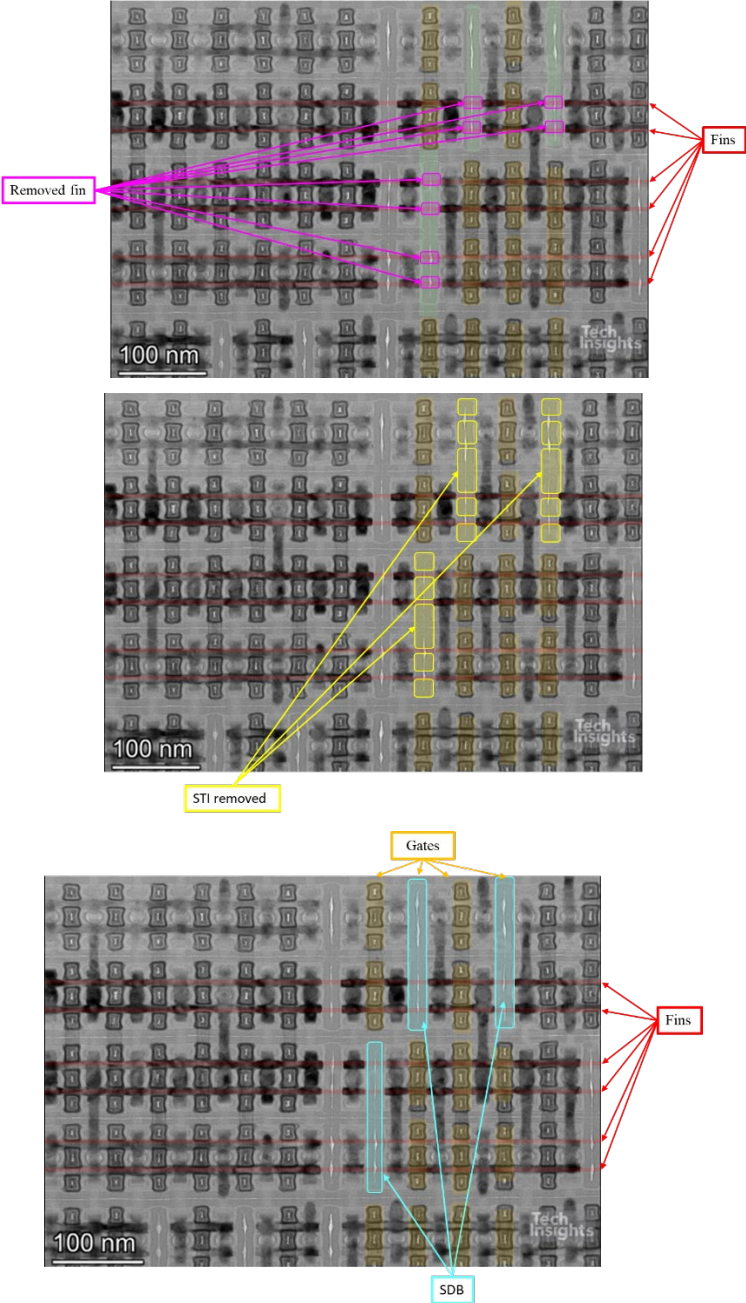 Fins
Removed fin
Tech
Insights
100 nm
Tech
Insights
100 nm
STI removed
Gates
Fins
Tech
Insights
100 nm
SDB